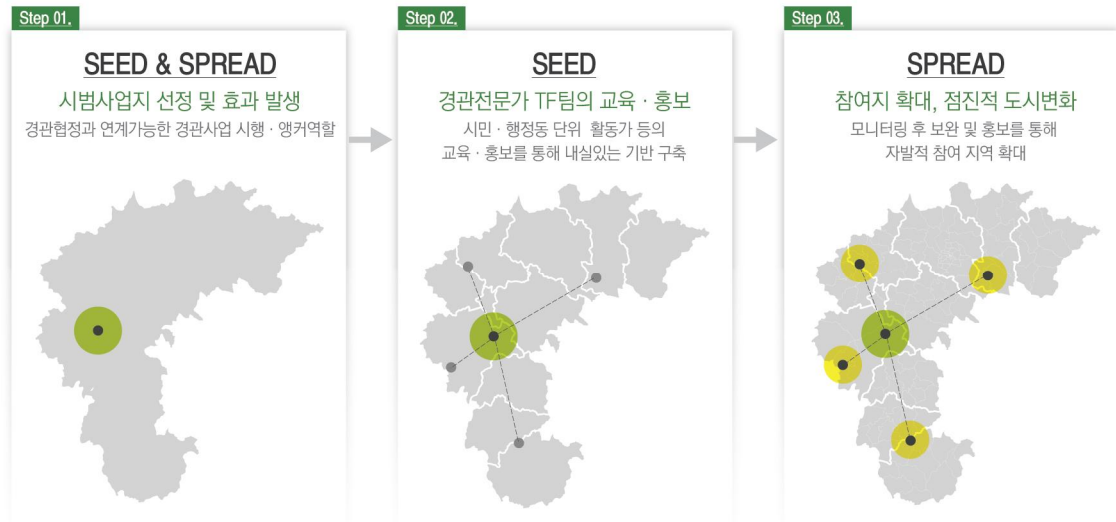 Step 01.
SEED & SPREAD
시범사업지 선정 및 효과 발생
경관협정과 연계가능한 경관사업 시행 · 앵커역할
Step 02.
SEED
경관전문가 TF팀의 교육 · 홍보
시민 · 행정동 단위 활동가 등의
교육 · 홍보를 통해 내실있는 기반 구축
Step 03.
SPREAD
참여지 확대, 점진적 도시변화
모니터링 후 보완 및 홍보를 통해
자발적 참여 지역 확대